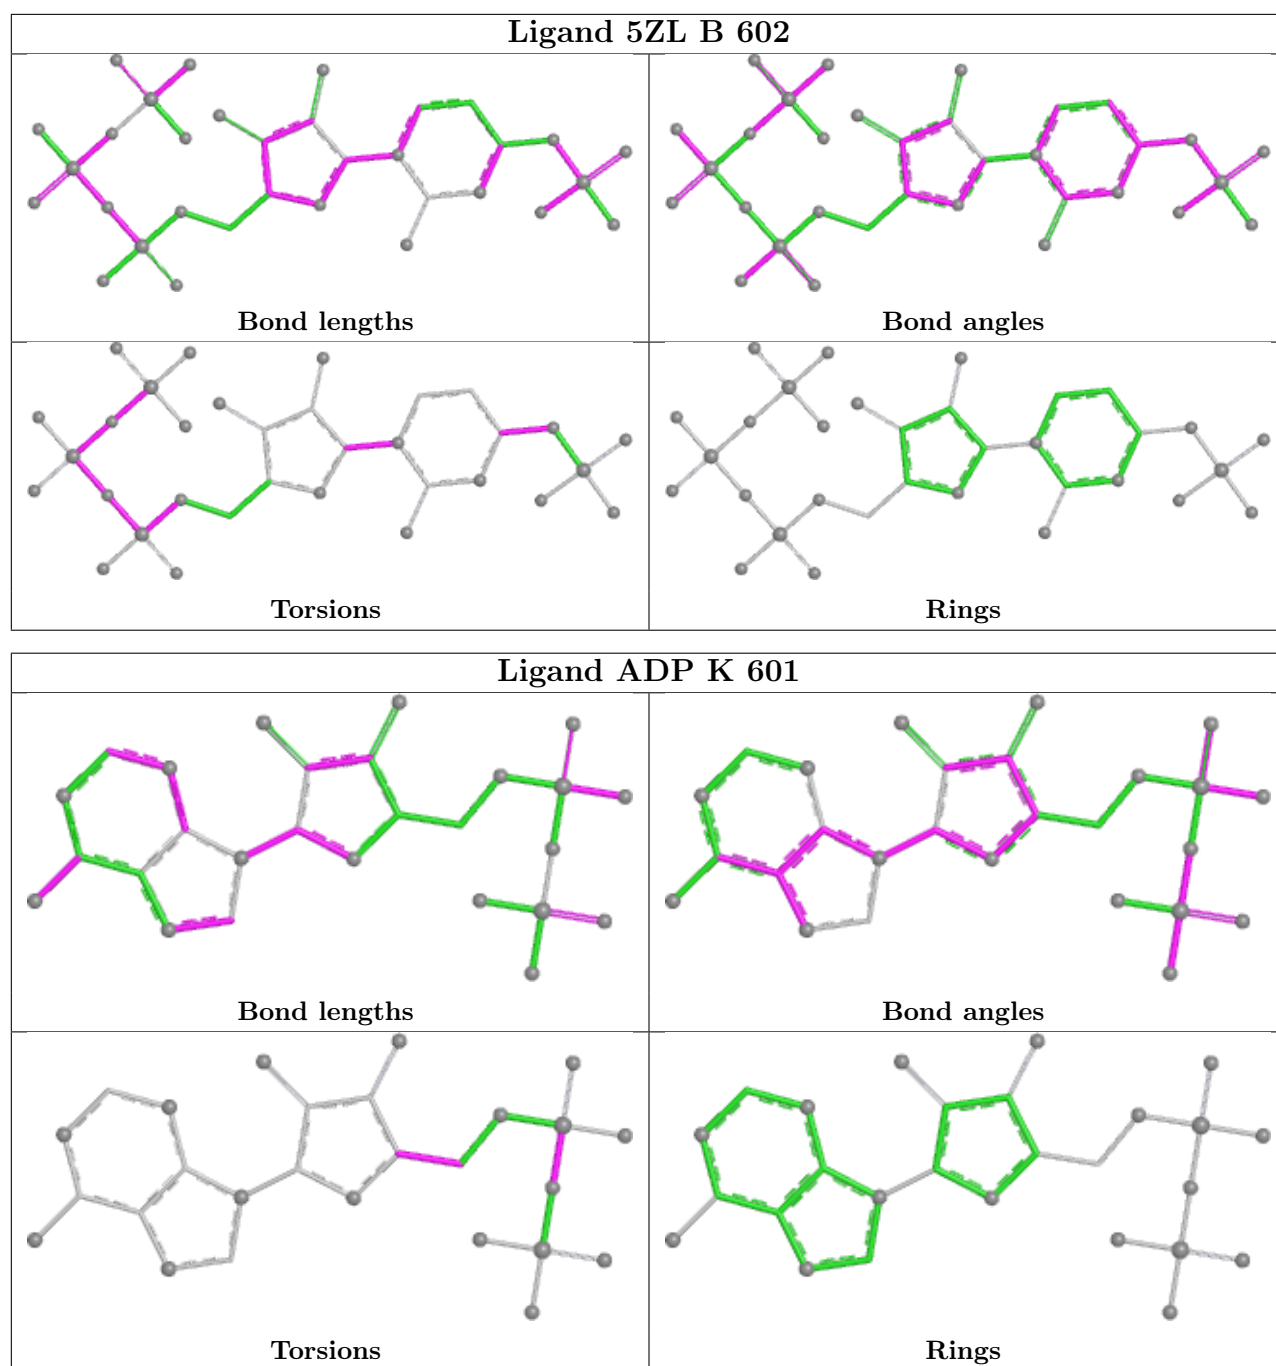 Ligand 5ZL B 602
Bond lengths
Bond angles
Torsions
Rings
Ligand ADP K 601
Bond lengths
Bond angles
Torsions
Rings